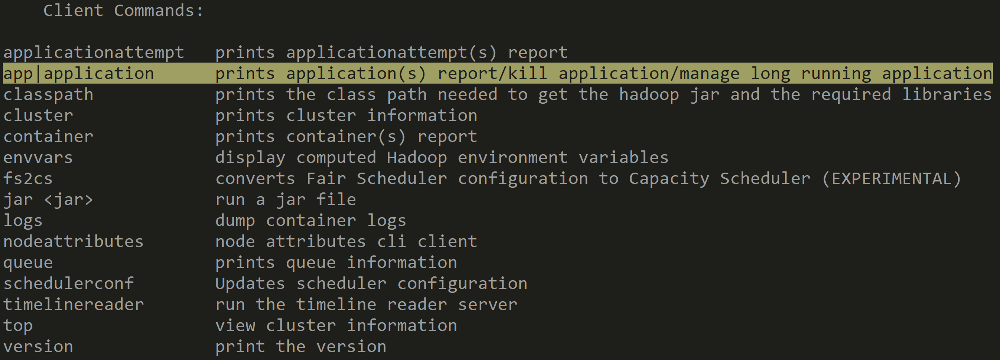 Client Commands:
applicationattempt prints applicationattempt(s) report
app|application prints application(s) report/kill application/manage long running application
classpath prints the class path needed to get the hadoop jar and the required libraries
cluster prints cluster information
container prints container(s) report
envvars display computed Hadoop environment variables
fs2cs converts Fair Scheduler configuration to Capacity Scheduler (EXPERIMENTAL)
jar <jar> run a jar file
logs dump container logs
nodeattributes node attributes cli client
queue prints queue information
schedulerconf Updates scheduler configuration
timelinereader run the timeline reader server
top view cluster information
version print the version